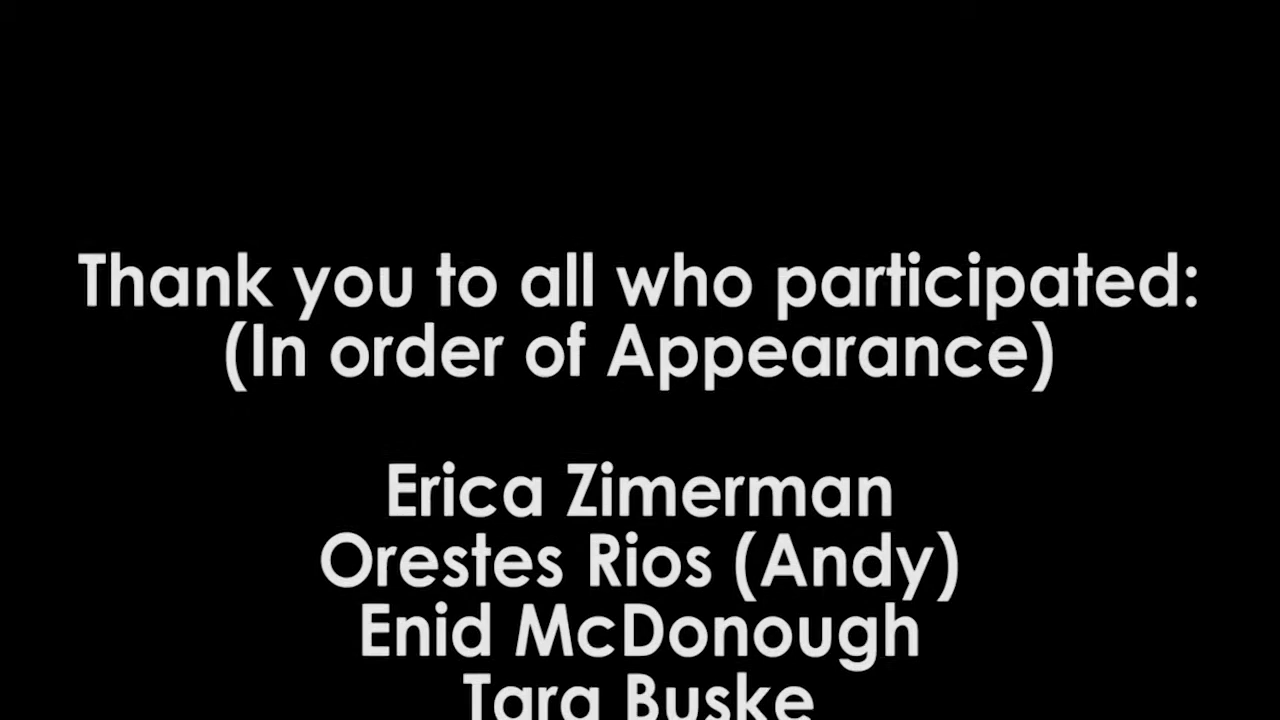 Thank you to all who participated:
(In order of Appearance)
Erica Zimerman
Orestes Rios (Andy)
Enid McDonough
Tara Buske